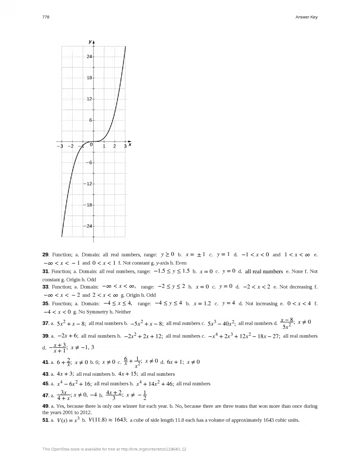 778
Answer Key
y
24
18
12
6
−3 −2 −1 0 1 2 3 x
−6
−12
−18
−24
29. Function; a. Domain: all real numbers, range: y ≥ 0 b. x = ± 1 c. y = 1 d. −1 < x < 0 and 1 < x < ∞ e.
−∞ < x < − 1 and 0 < x < 1 f. Not constant g. y-axis h. Even
31. Function; a. Domain: all real numbers, range: −1.5 ≤ y ≤ 1.5 b. x = 0 c. y = 0 d. all real numbers e. None f. Not
constant g. Origin h. Odd
33. Function; a. Domain: −∞ < x < ∞, range: −2 ≤ y ≤ 2 b. x = 0 c. y = 0 d. −2 < x < 2 e. Not decreasing f.
−∞ < x < −2 and 2 < x < ∞ g. Origin h. Odd
35. Function; a. Domain: −4 ≤ x ≤ 4, range: −4 ≤ y ≤ 4 b. x = 1.2 c. y = 4 d. Not increasing e. 0 < x < 4 f.
−4 < x < 0 g. No Symmetry h. Neither
37. a. 5x² + x − 8; all real numbers b. −5x² + x − 8; all real numbers c. 5x³ − 40x²; all real numbers d. (x − 8)/(5x²); x ≠ 0
39. a. −2x + 6; all real numbers b. −2x² + 2x + 12; all real numbers c. −x⁴ + 2x³ + 12x² − 18x − 27; all real numbers
d. −(x + 3)/(x + 1); x ≠ −1, 3
41. a. 6 + 2/x; x ≠ 0 b. 6; x ≠ 0 c. 6/x + 1/x²; x ≠ 0 d. 6x + 1; x ≠ 0
43. a. 4x + 3; all real numbers b. 4x + 15; all real numbers
45. a. x⁴ − 6x² + 16; all real numbers b. x⁴ + 14x² + 46; all real numbers
47. a. 3x/(4 + x); x ≠ 0, −4 b. (4x + 2)/3; x ≠ −1/2
49. a. Yes, because there is only one winner for each year. b. No, because there are three teams that won more than once during
the years 2001 to 2012.
51. a. V(s) = s³ b. V(11.8) ≈ 1643; a cube of side length 11.8 each has a volume of approximately 1643 cubic units.
This OpenStax book is available for free at http://cnx.org/content/col11964/1.12